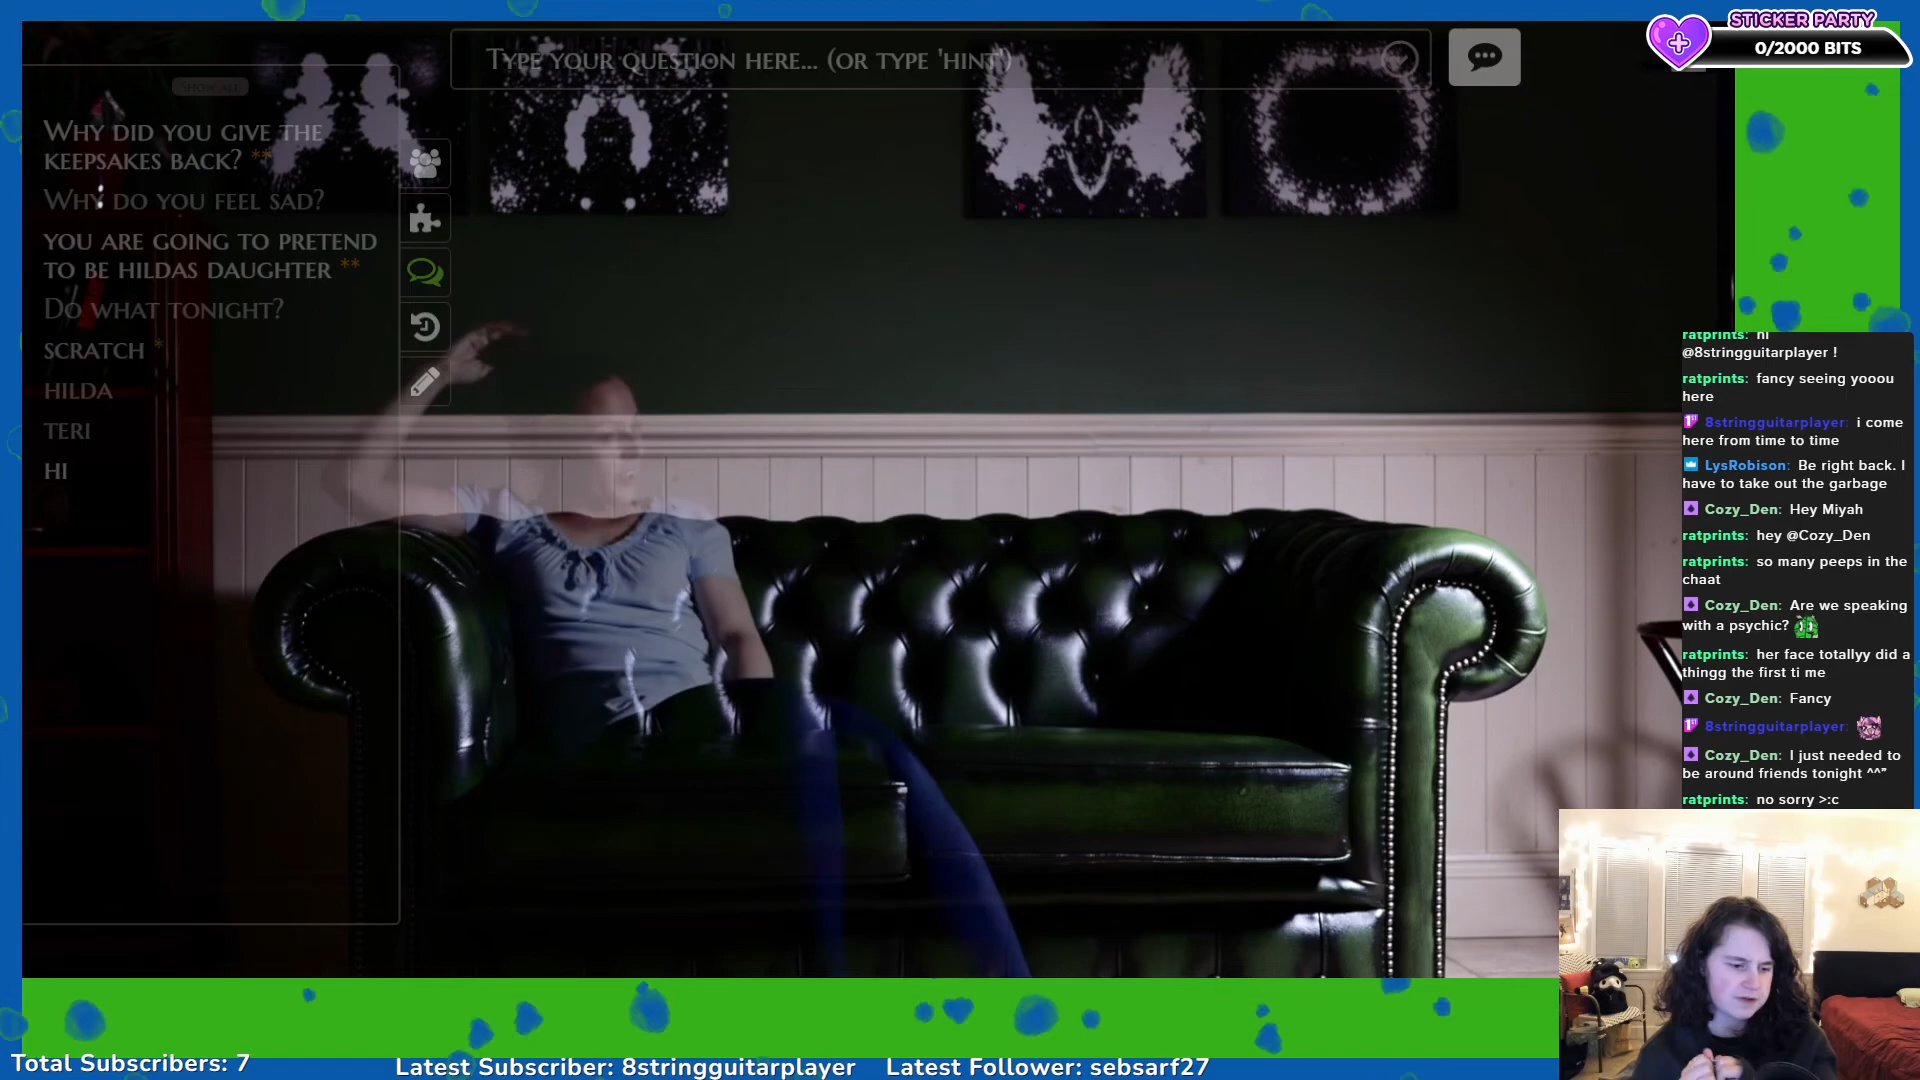 STICKER PARTY
0/2000 BITS
Type your question here... (or type 'hint')
Show all
Why did you give the
keepsakes back? **
Why do you feel sad?
you are going to pretend
to be hildas daughter **
Do what tonight?
scratch *
hilda
teri
hi
ratprints: hi
@8stringguitarplayer !
ratprints: fancy seeing yooou
here
8stringguitarplayer: i come
here from time to time
LysRobison: Be right back. I
have to take out the garbage
Cozy_Den: Hey Miyah
ratprints: hey @Cozy_Den
ratprints: so many peeps in the
chaat
Cozy_Den: Are we speaking
with a psychic?
ratprints: her face totallyy did a
thingg the first ti me
Cozy_Den: Fancy
8stringguitarplayer:
Cozy_Den: I just needed to
be around friends tonight ^^"
ratprints: no sorry >:c
Total Subscribers: 7
Latest Subscriber: 8stringguitarplayer
Latest Follower: sebsarf27